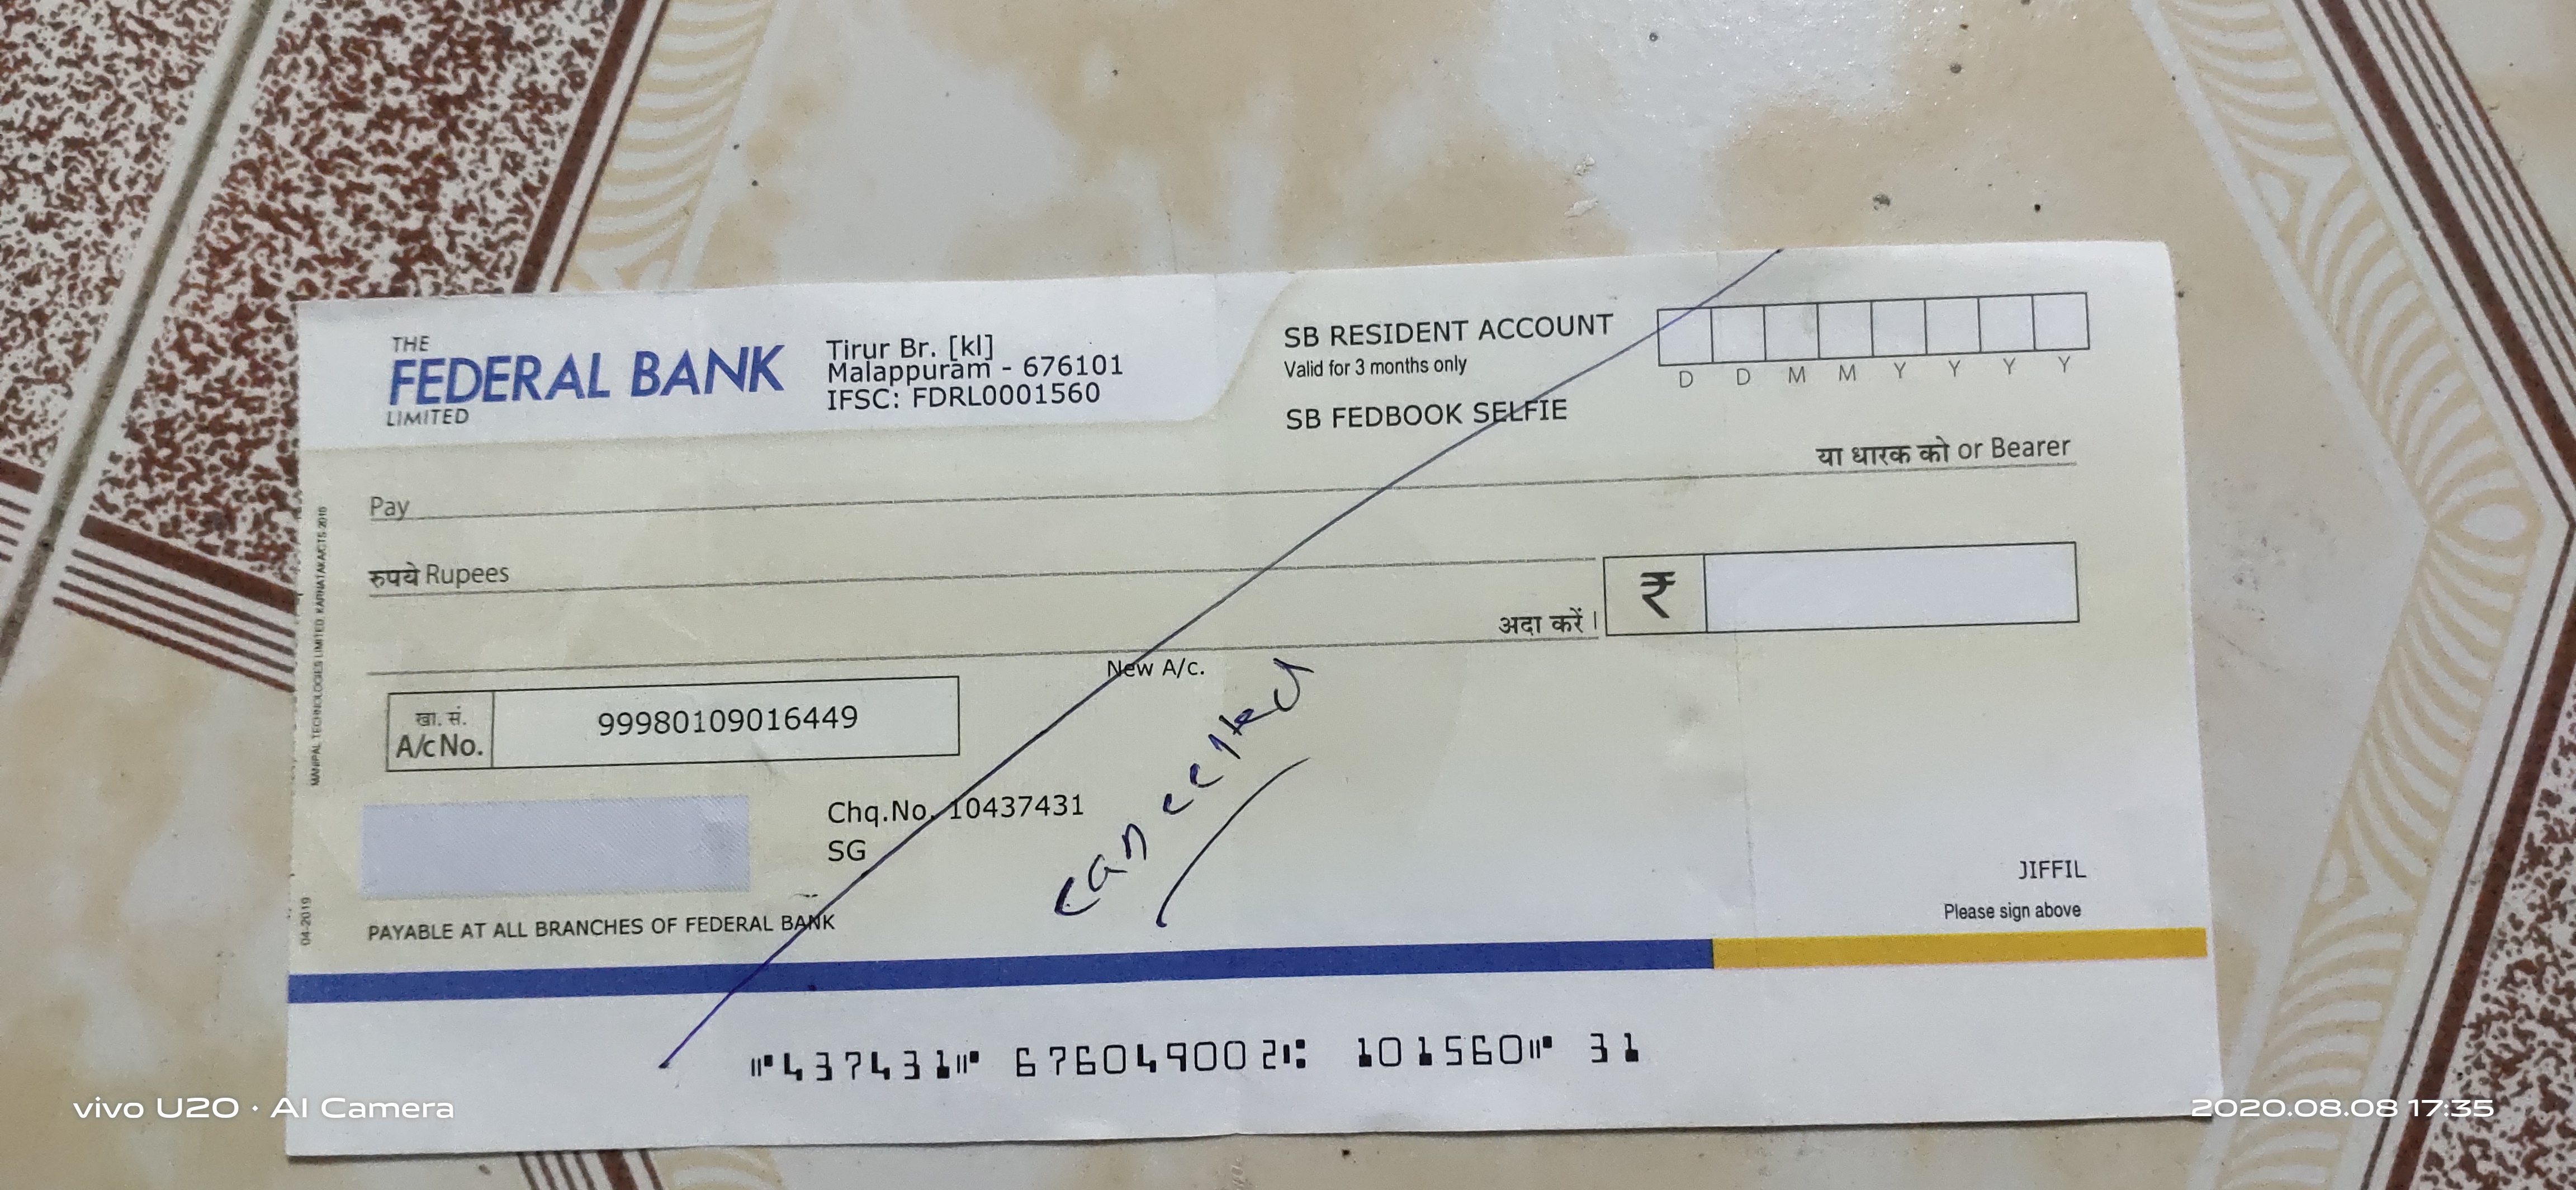 THE
FEDERAL BANK
LIMITED
Tirur Br. [kl]
Malappuram - 676101
IFSC: FDRL0001560
SB RESIDENT ACCOUNT
Valid for 3 months only
SB FEDBOOK SELFIE
D D M M Y Y Y Y
Pay
या धारक को or Bearer
रुपये Rupees
अदा करें।
₹
New A/c.
खा. सं.
A/c No.
99980109016449
Cancelled
Chq.No. 10437431
SG
JIFFIL
Please sign above
PAYABLE AT ALL BRANCHES OF FEDERAL BANK
MANIPAL TECHNOLOGIES LIMITED, KARNATAKA/CTS-2010
04-2019
⑈437431⑈ 676049002⑆ 101560⑈ 31
vivo U20 · AI Camera
2020.08.08 17:35